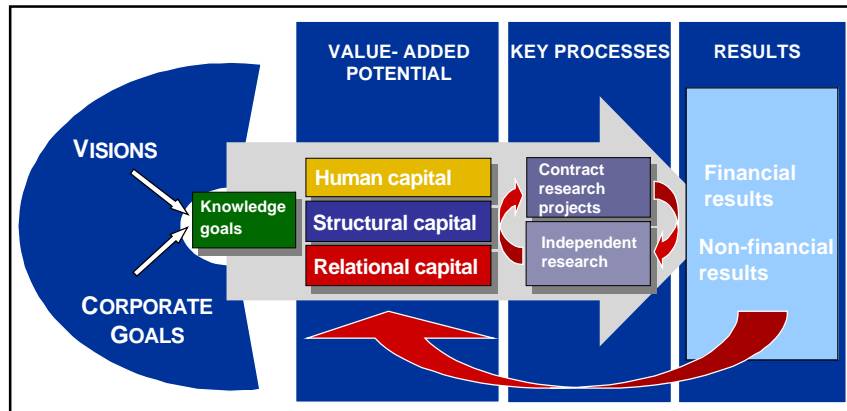 VALUE- ADDED
POTENTIAL
KEY PROCESSES
RESULTS
VISIONS
Knowledge
goals
CORPORATE
GOALS
Human capital
Structural capital
Relational capital
Contract
research
projects
Independent
research
Financial
results
Non-financial
results